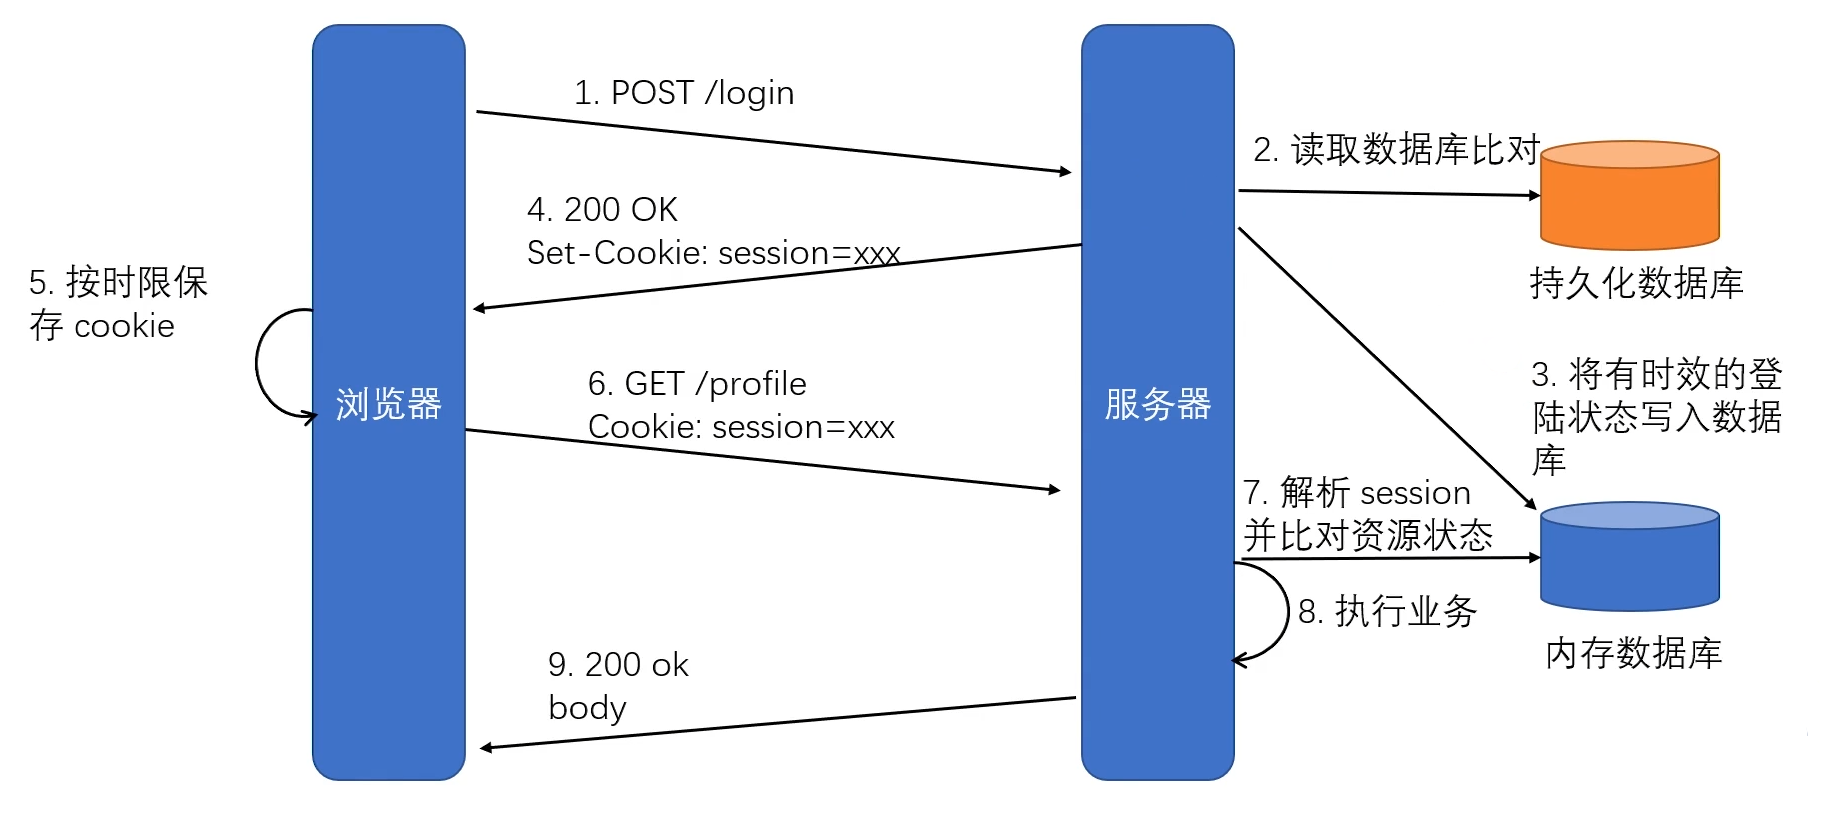 1. POST /login
2. 读取数据库比对
4. 200 OK
Set-Cookie: session=xxx
5. 按时限保
存 cookie
持久化数据库
浏览器
6. GET /profile
Cookie: session=xxx
服务器
3. 将有时效的登
陆状态写入数据
库
7. 解析 session
并比对资源状态
8. 执行业务
内存数据库
9. 200 ok
body